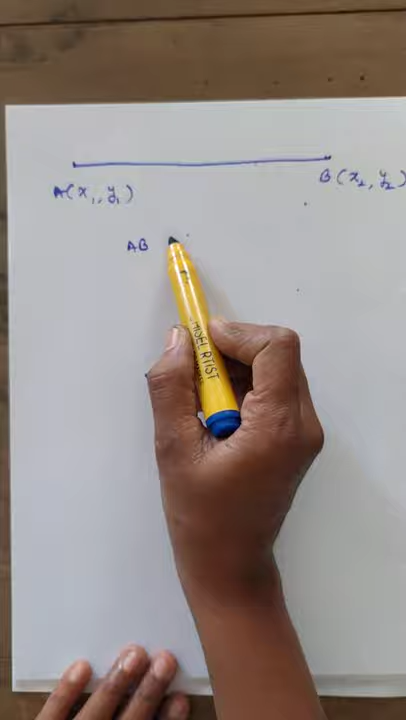 A(x₁, y₁)
B(x₂, y₂)
AB